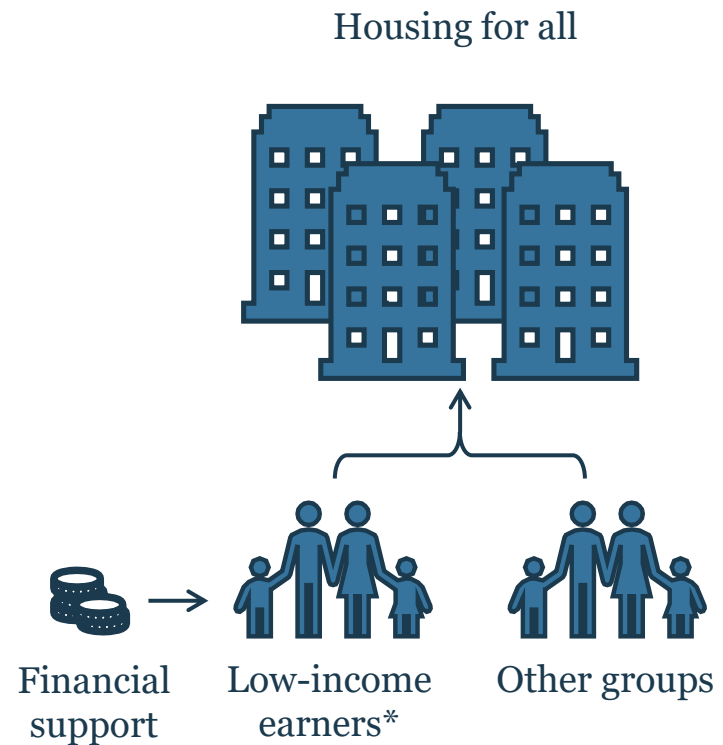 Housing for all
Financial
support
Low-income
earners*
Other groups